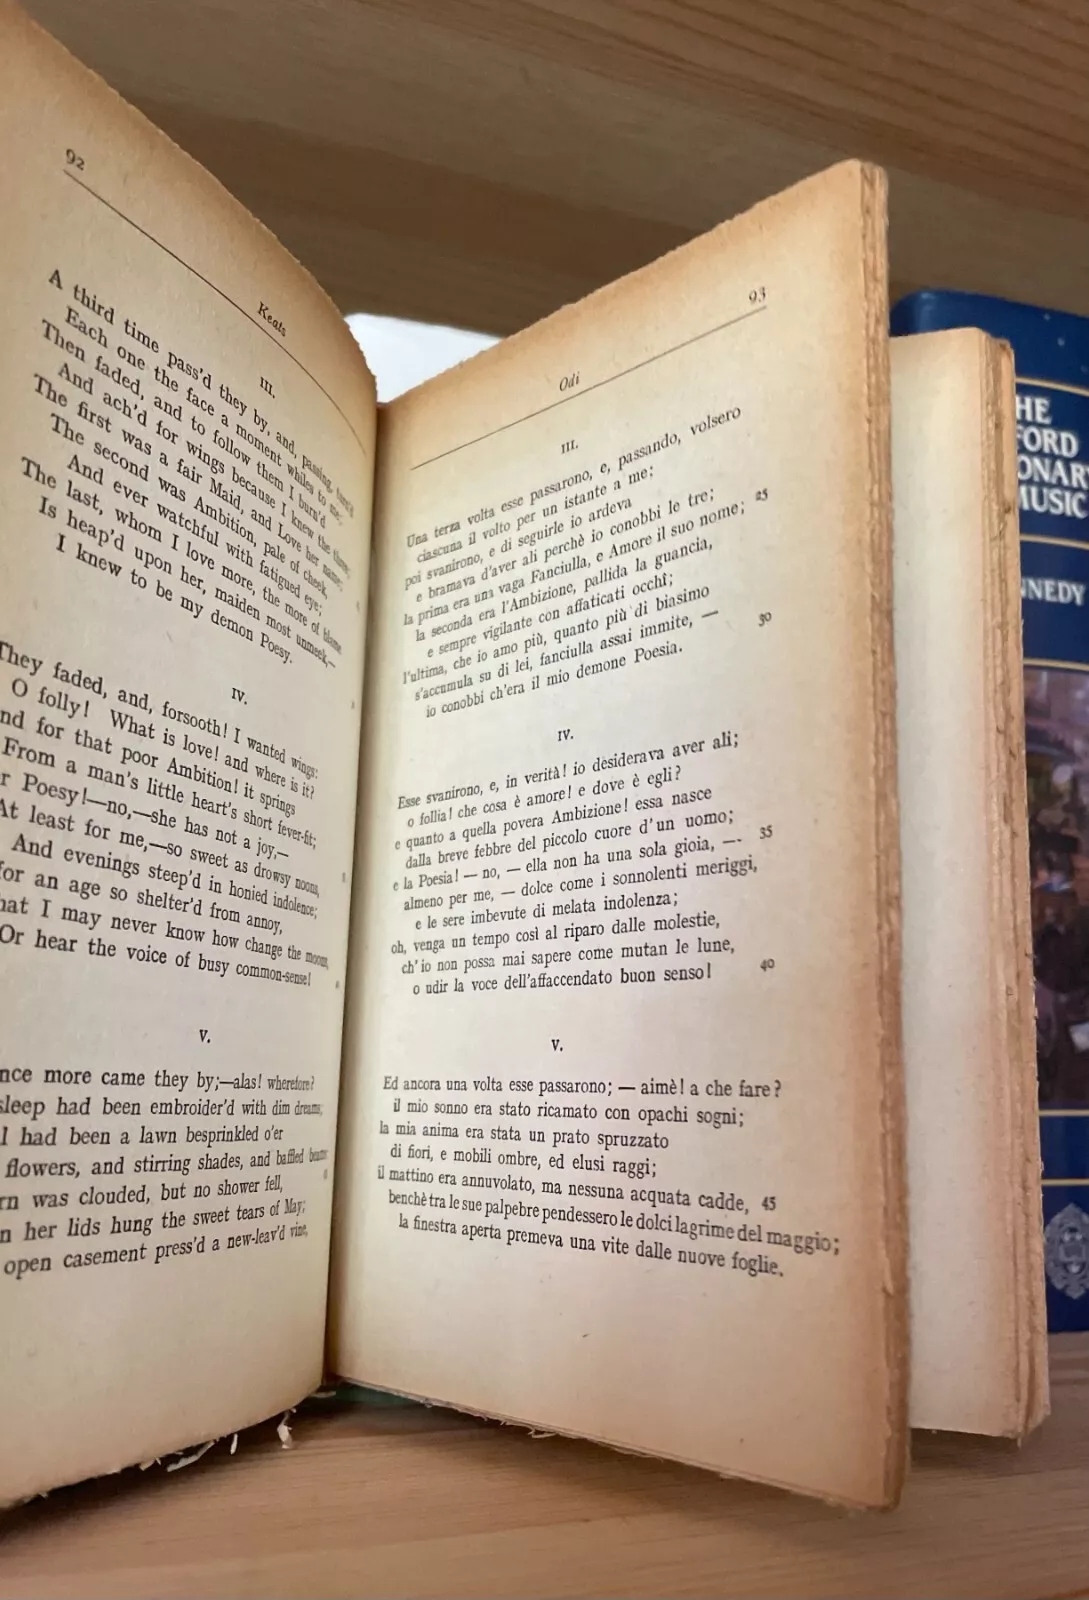 92
Keats
III.
A third time pass'd they by, and, passing, turn'd
Each one the face a moment whiles to me;
Then faded, and to follow them I burn'd
And ach'd for wings because I knew the three;
The first was a fair Maid, and Love her name;
The second was Ambition, pale of cheek,
And ever watchful with fatigued eye;
The last, whom I love more, the more of blame
Is heap'd upon her, maiden most unmeek,—
I knew to be my demon Poesy.
IV.
They faded, and, forsooth! I wanted wings:
O folly! What is love! and where is it?
nd for that poor Ambition! it springs
From a man's little heart's short fever-fit;
r Poesy!—no,—she has not a joy,—
At least for me,—so sweet as drowsy noons,
And evenings steep'd in honied indolence;
for an age so shelter'd from annoy,
hat I may never know how change the moons,
Or hear the voice of busy common-sense!
V.
nce more came they by;—alas! wherefore?
sleep had been embroider'd with dim dreams;
l had been a lawn besprinkled o'er
flowers, and stirring shades, and baffled beams:
rn was clouded, but no shower fell,
n her lids hung the sweet tears of May;
open casement press'd a new-leav'd vine,
93
Odi
III.
Una terza volta esse passarono, e, passando, volsero
ciascuna il volto per un istante a me;
poi svanirono, e di seguirle io ardeva
e bramava d'aver ali perchè io conobbi le tre; 25
la prima era una vaga Fanciulla, e Amore il suo nome;
la seconda era l'Ambizione, pallida la guancia,
e sempre vigilante con affaticati occhi;
l'ultima, che io amo più, quanto più di biasimo
s'accumula su di lei, fanciulla assai immite, — 30
io conobbi ch'era il mio demone Poesia.
IV.
Esse svanirono, e, in verità! io desiderava aver ali;
o follia! che cosa è amore! e dove è egli?
e quanto a quella povera Ambizione! essa nasce
dalla breve febbre del piccolo cuore d'un uomo;
e la Poesia! — no, — ella non ha una sola gioia, — 35
almeno per me, — dolce come i sonnolenti meriggi,
e le sere imbevute di melata indolenza;
oh, venga un tempo così al riparo dalle molestie,
ch'io non possa mai sapere come mutan le lune,
o udir la voce dell'affaccendato buon senso! 40
V.
Ed ancora una volta esse passarono; — aimè! a che fare?
il mio sonno era stato ricamato con opachi sogni;
la mia anima era stata un prato spruzzato
di fiori, e mobili ombre, ed elusi raggi;
il mattino era annuvolato, ma nessuna acquata cadde, 45
benchè tra le sue palpebre pendessero le dolci lagrime del maggio;
la finestra aperta premeva una vite dalle nuove foglie.
HE
FORD
IONAR
MUSIC
NNEDY